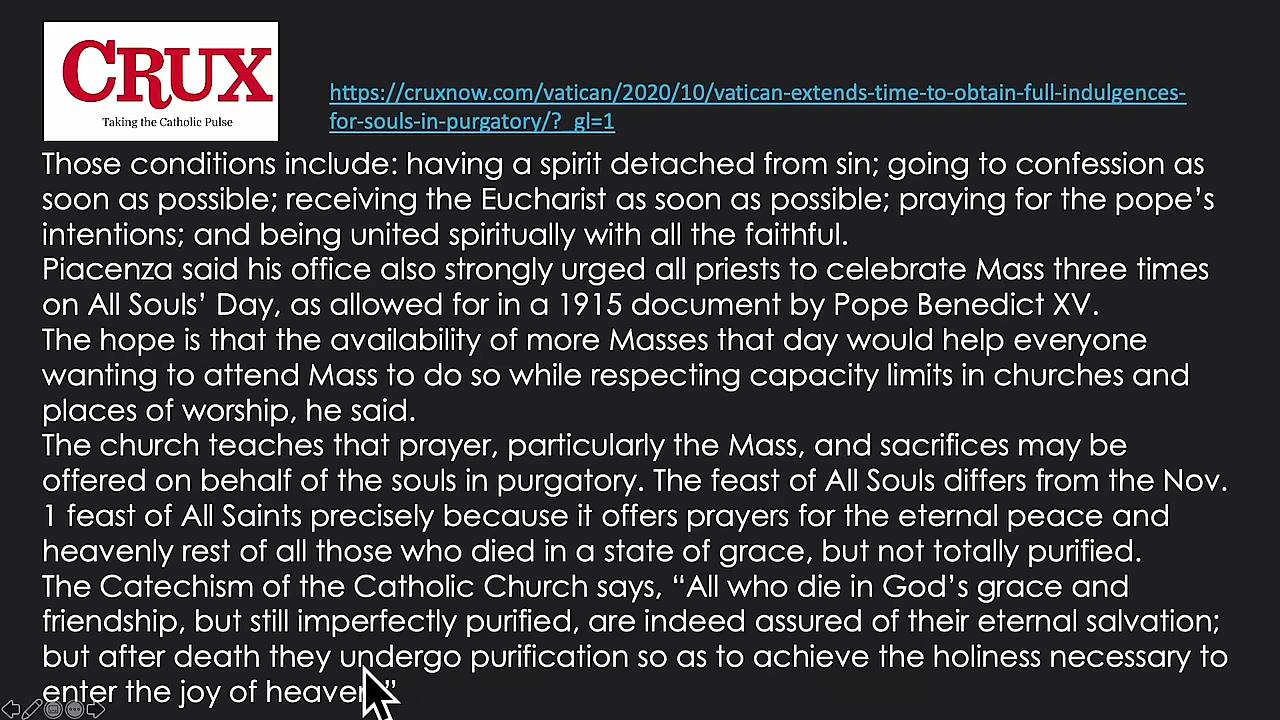 CRUX
Taking the Catholic Pulse
https://cruxnow.com/vatican/2020/10/vatican-extends-time-to-obtain-full-indulgences-
for-souls-in-purgatory/?_gl=1
Those conditions include: having a spirit detached from sin; going to confession as
soon as possible; receiving the Eucharist as soon as possible; praying for the pope’s
intentions; and being united spiritually with all the faithful.
Piacenza said his office also strongly urged all priests to celebrate Mass three times
on All Souls’ Day, as allowed for in a 1915 document by Pope Benedict XV.
The hope is that the availability of more Masses that day would help everyone
wanting to attend Mass to do so while respecting capacity limits in churches and
places of worship, he said.
The church teaches that prayer, particularly the Mass, and sacrifices may be
offered on behalf of the souls in purgatory. The feast of All Souls differs from the Nov.
1 feast of All Saints precisely because it offers prayers for the eternal peace and
heavenly rest of all those who died in a state of grace, but not totally purified.
The Catechism of the Catholic Church says, “All who die in God’s grace and
friendship, but still imperfectly purified, are indeed assured of their eternal salvation;
but after death they undergo purification so as to achieve the holiness necessary to
enter the joy of heaven.”